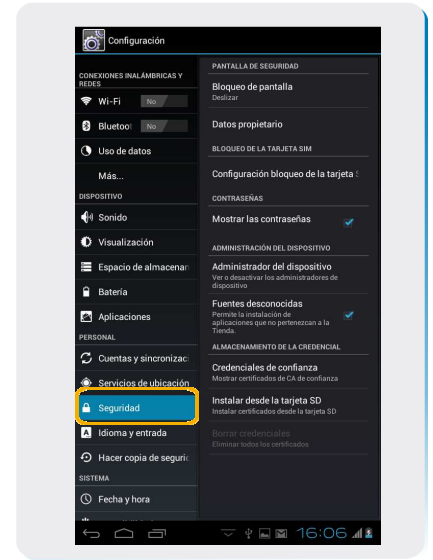 Configuración
CONEXIONES INALÁMBRICAS Y
REDES
Wi-Fi No
Bluetoo No
Uso de datos
Más...
DISPOSITIVO
Sonido
Visualización
Espacio de almacenan
Batería
Aplicaciones
PERSONAL
Cuentas y sincronizaci
Servicios de ubicación
Seguridad
A Idioma y entrada
Hacer copia de seguric
SISTEMA
Fecha y hora
PANTALLA DE SEGURIDAD
Bloqueo de pantalla
Deslizar
Datos propietario
BLOQUEO DE LA TARJETA SIM
Configuración bloqueo de la tarjeta S
CONTRASEÑAS
Mostrar las contraseñas
ADMINISTRACIÓN DEL DISPOSITIVO
Administrador del dispositivo
Ver o desactivar los administradores de
dispositivo
Fuentes desconocidas
Permite la instalación de
aplicaciones que no pertenezcan a la
Tienda.
ALMACENAMIENTO DE LA CREDENCIAL
Credenciales de confianza
Mostrar certificados de CA de confianza
Instalar desde la tarjeta SD
Instalar certificados desde la tarjeta SD
Borrar credenciales
Eliminar todos los certificados
16:06